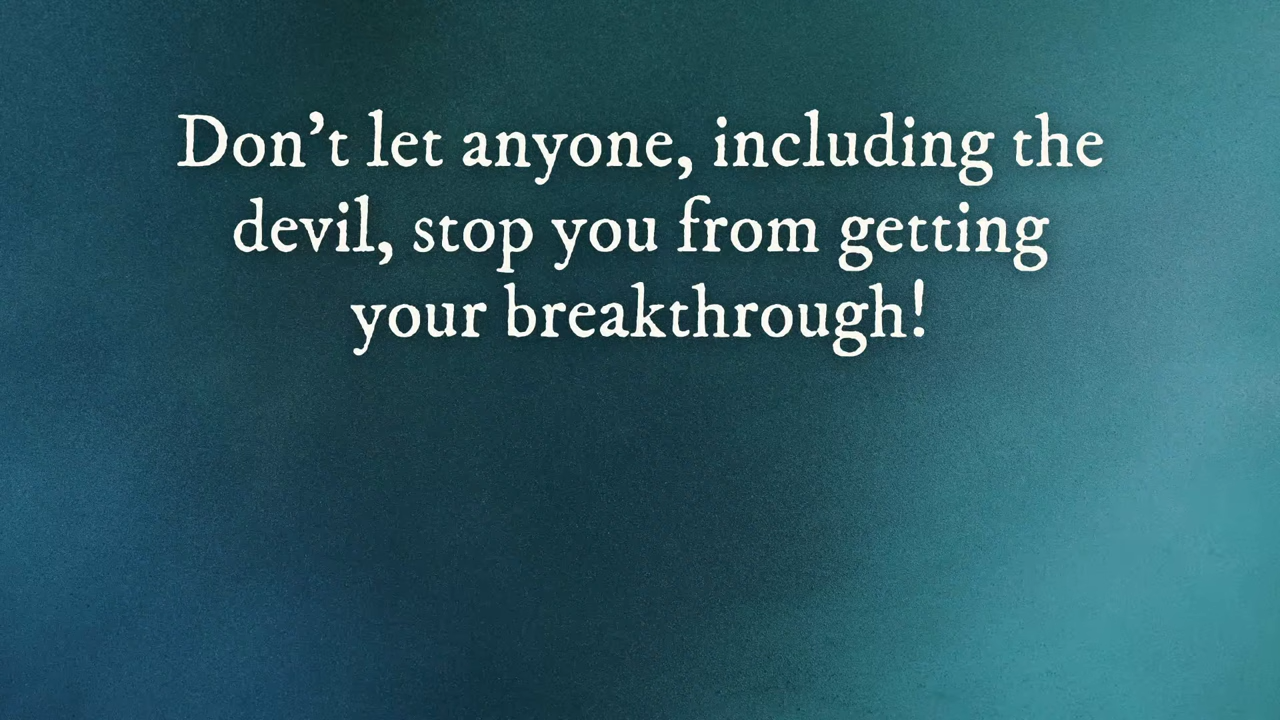 Don’t let anyone, including the
devil, stop you from getting
your breakthrough!